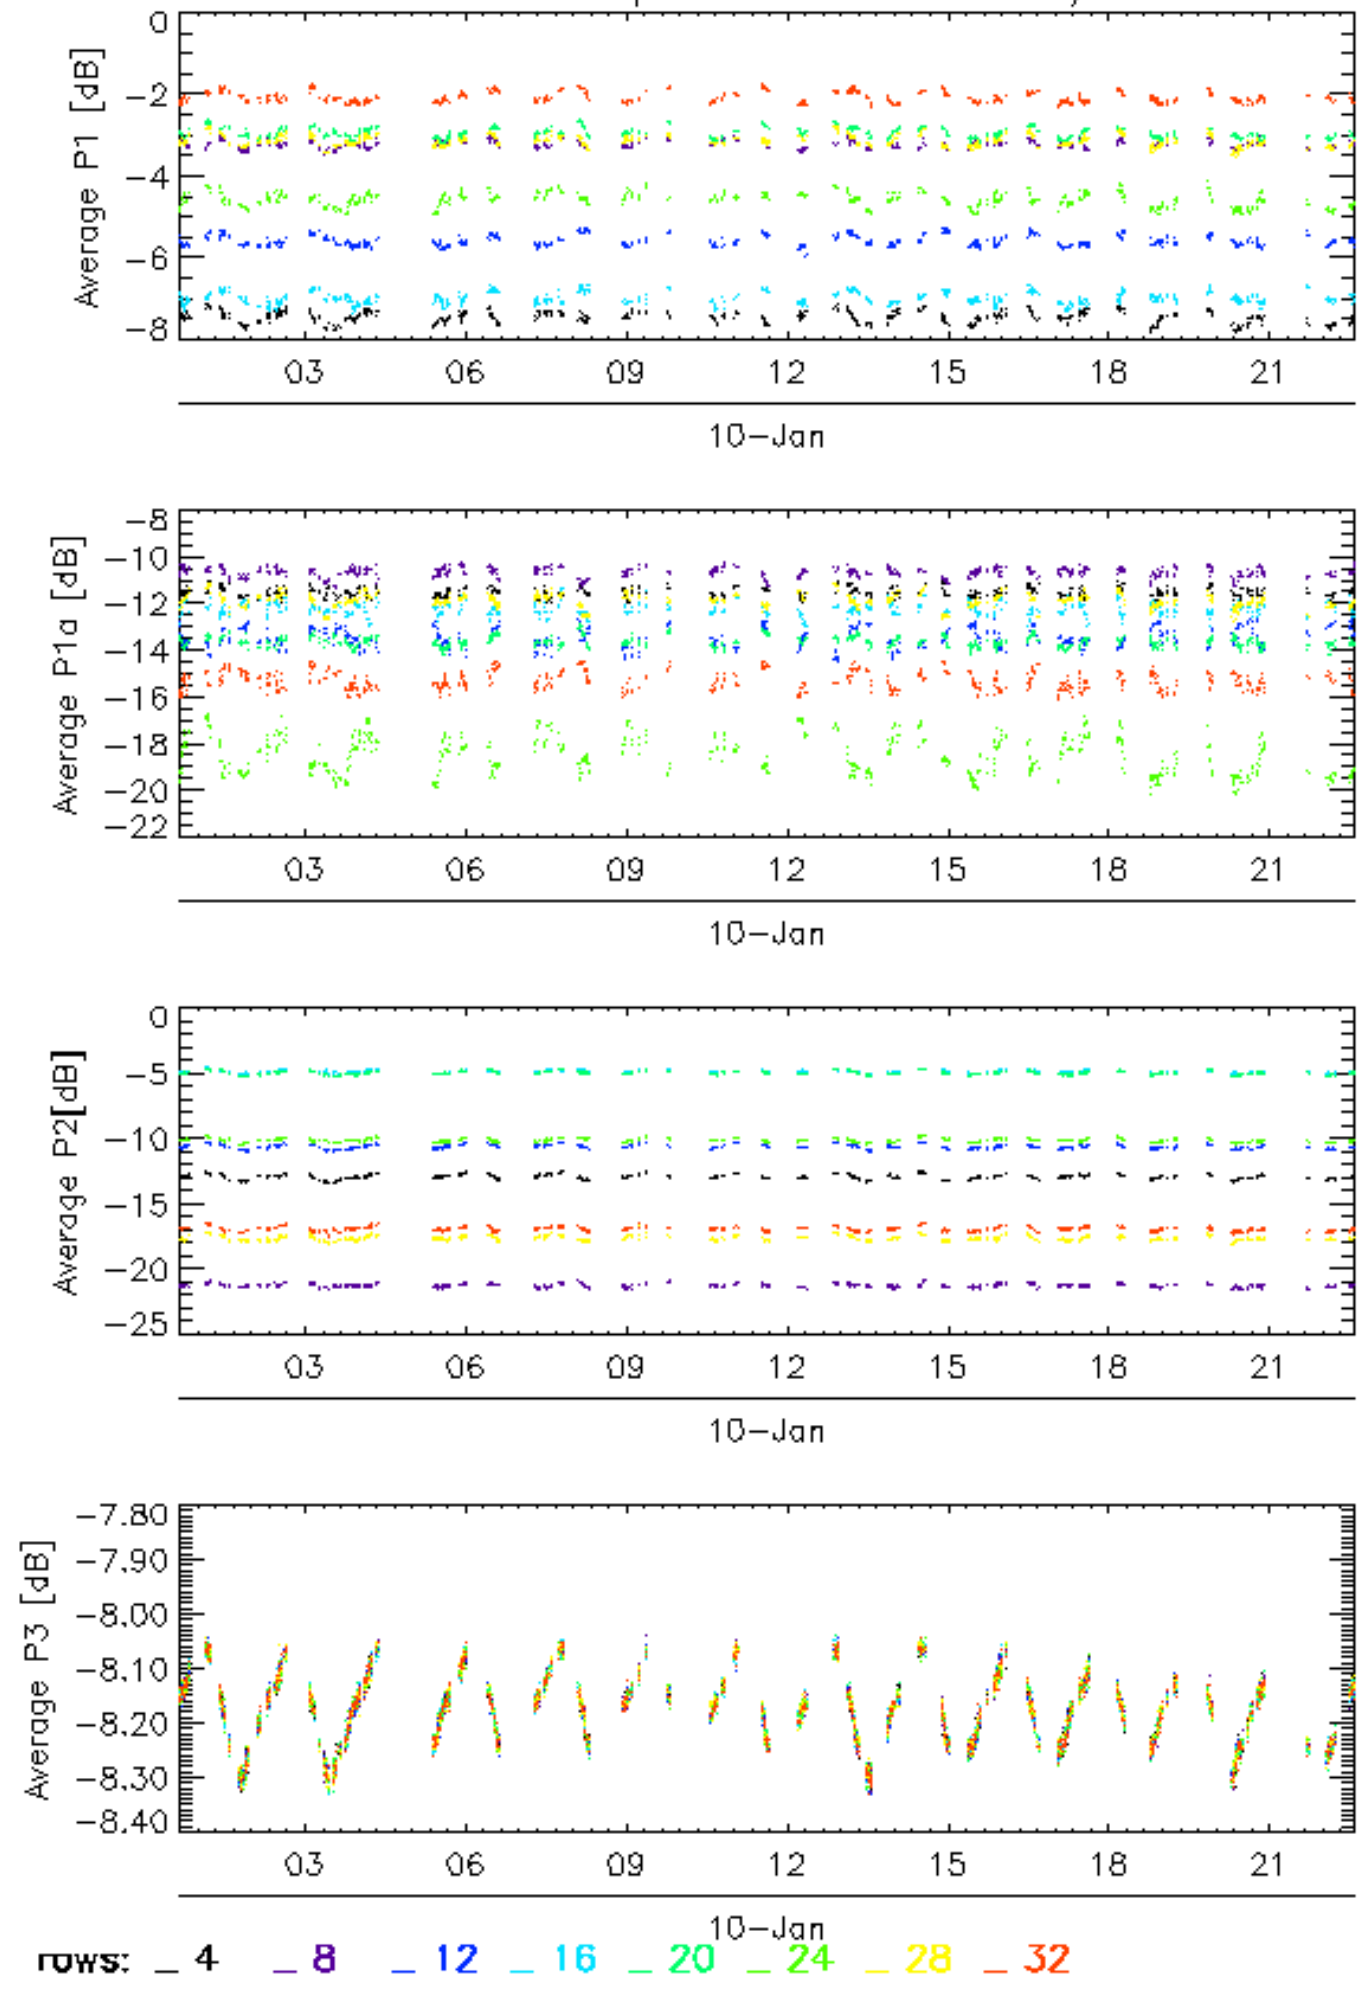 0
-2
-4
-6
-8
Average P1 [dB]
03 06 09 12 15 18 21
10-Jan
-8
-10
-12
-14
-16
-18
-20
-22
Average P1a [dB]
03 06 09 12 15 18 21
10-Jan
0
-5
-10
-15
-20
-25
Average P2[dB]
03 06 09 12 15 18 21
10-Jan
-7.80
-7.90
-8.00
-8.10
-8.20
-8.30
-8.40
Average P3 [dB]
03 06 09 12 15 18 21
10-Jan
rows: _ 4 _ 8 _ 12 _ 16 _ 20 _ 24 _ 28 _ 32